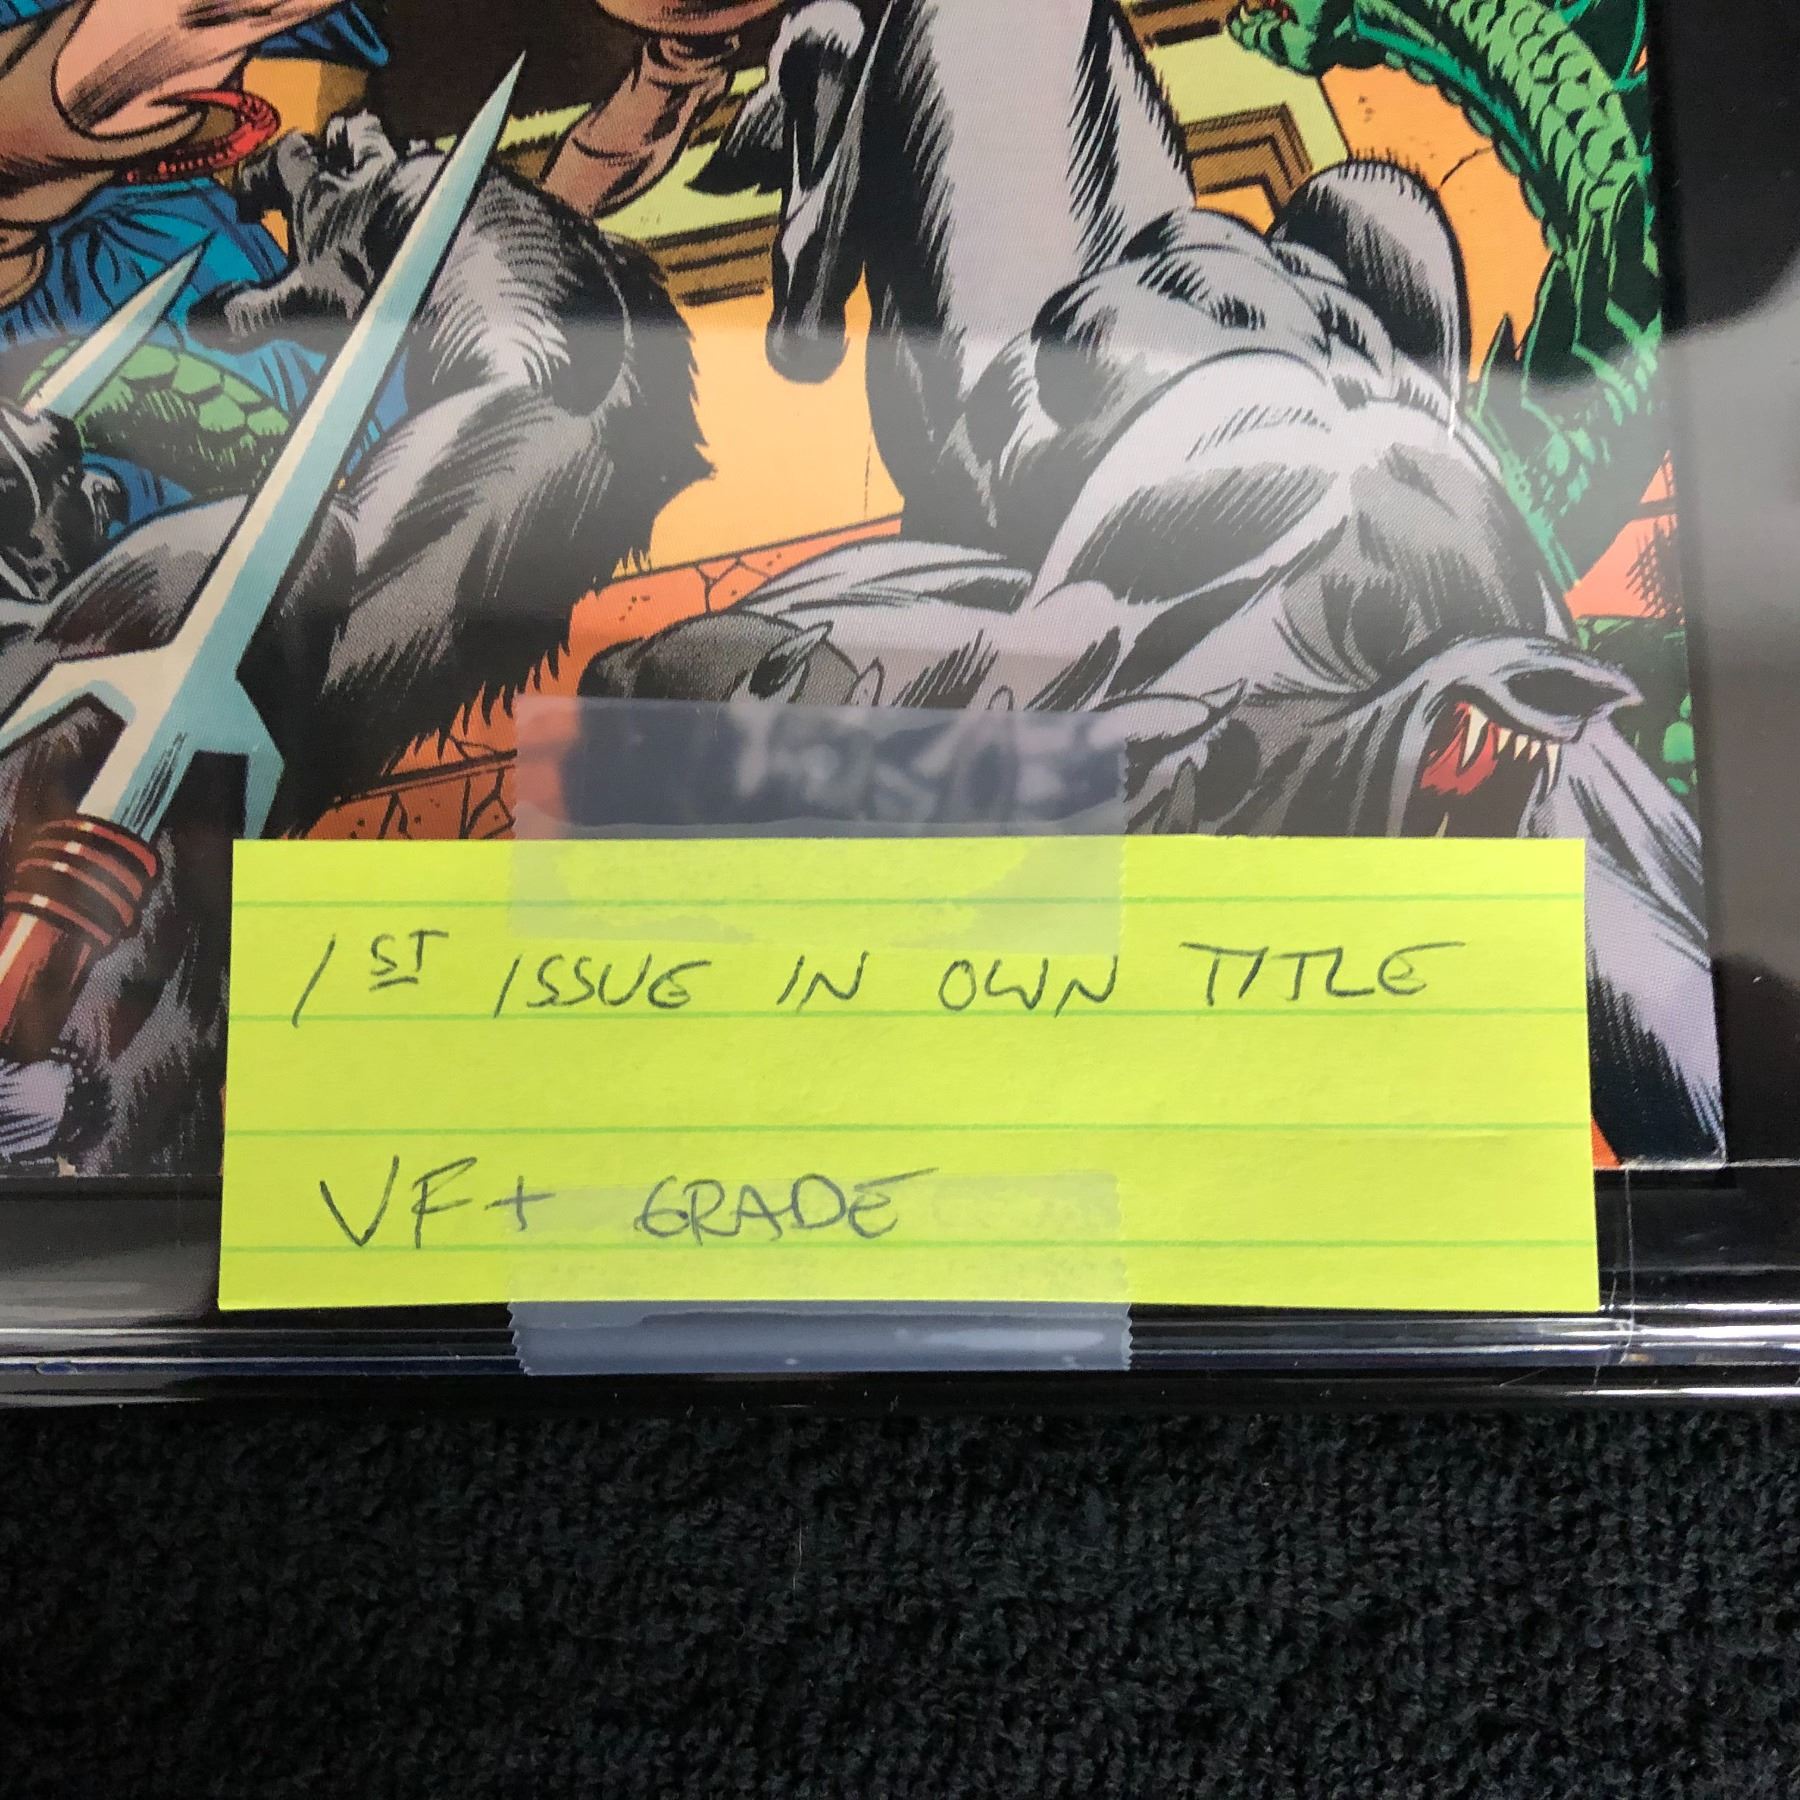 1ST ISSUE IN OWN TITLE
VF+ GRADE